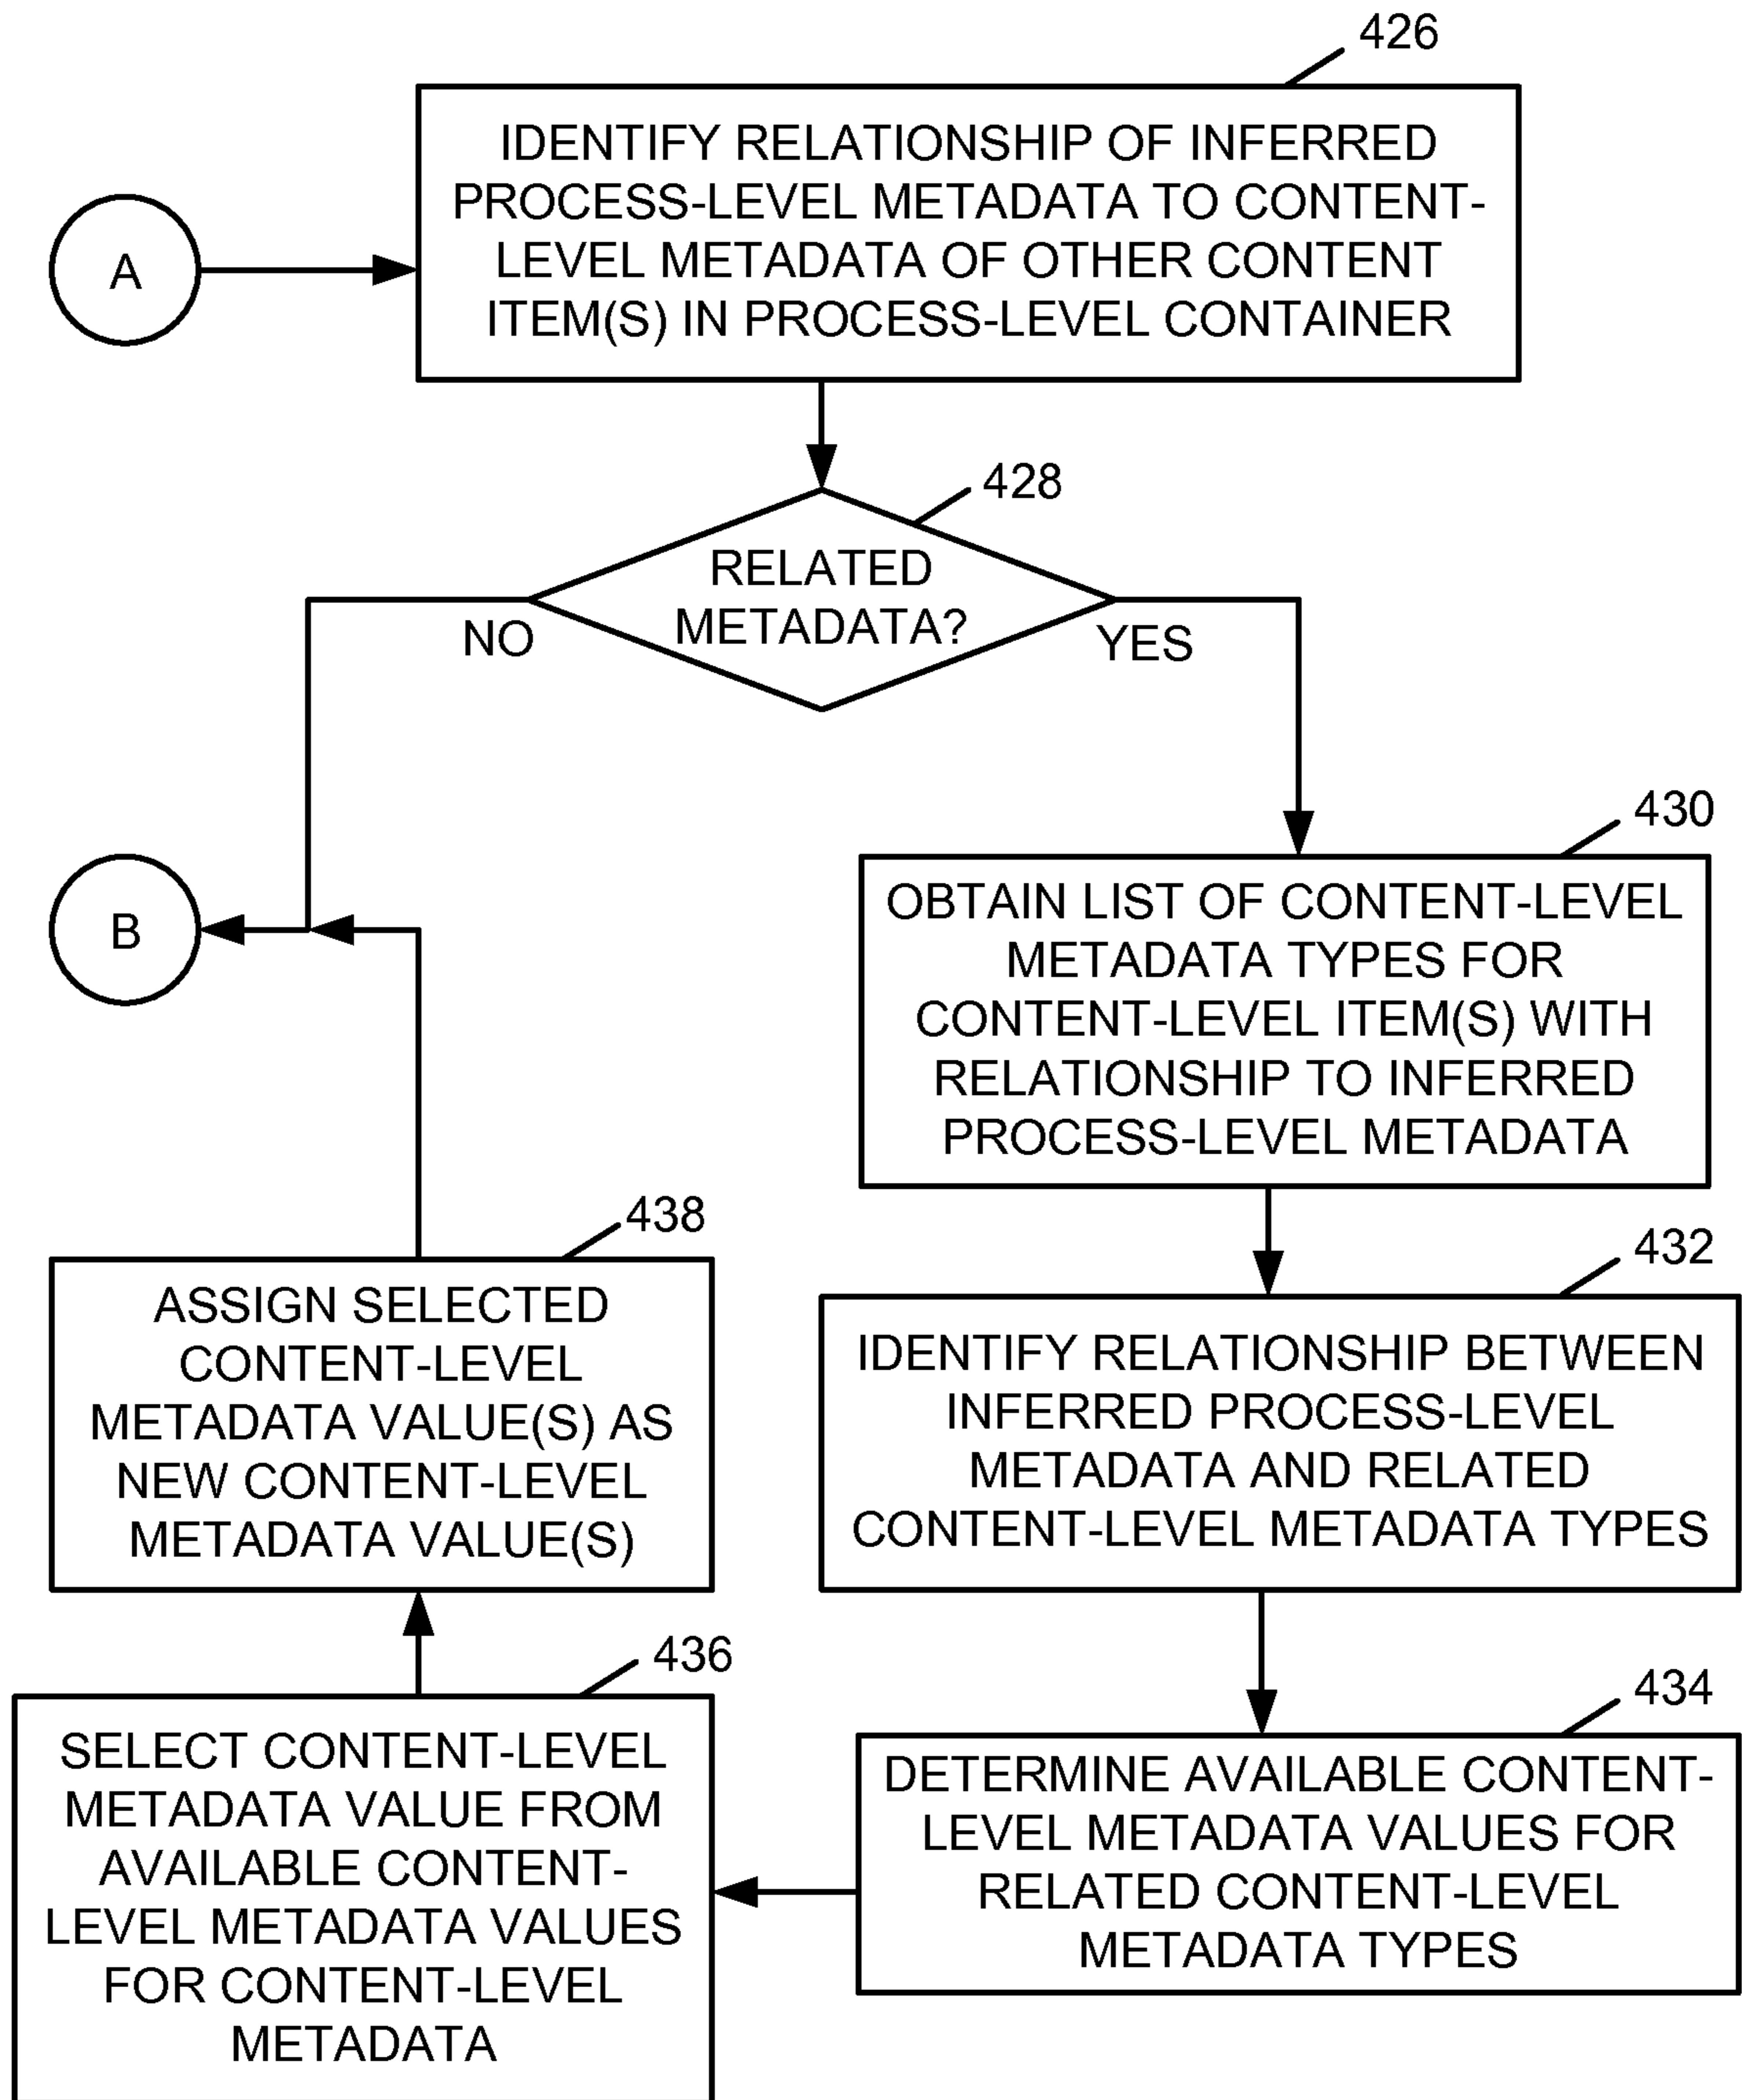 426
IDENTIFY RELATIONSHIP OF INFERRED
PROCESS-LEVEL METADATA TO CONTENT-
LEVEL METADATA OF OTHER CONTENT
ITEM(S) IN PROCESS-LEVEL CONTAINER
A
428
RELATED
METADATA?
NO
YES
430
OBTAIN LIST OF CONTENT-LEVEL
METADATA TYPES FOR
CONTENT-LEVEL ITEM(S) WITH
RELATIONSHIP TO INFERRED
PROCESS-LEVEL METADATA
B
432
IDENTIFY RELATIONSHIP BETWEEN
INFERRED PROCESS-LEVEL
METADATA AND RELATED
CONTENT-LEVEL METADATA TYPES
434
DETERMINE AVAILABLE CONTENT-
LEVEL METADATA VALUES FOR
RELATED CONTENT-LEVEL
METADATA TYPES
436
SELECT CONTENT-LEVEL
METADATA VALUE FROM
AVAILABLE CONTENT-
LEVEL METADATA VALUES
FOR CONTENT-LEVEL
METADATA
438
ASSIGN SELECTED
CONTENT-LEVEL
METADATA VALUE(S) AS
NEW CONTENT-LEVEL
METADATA VALUE(S)